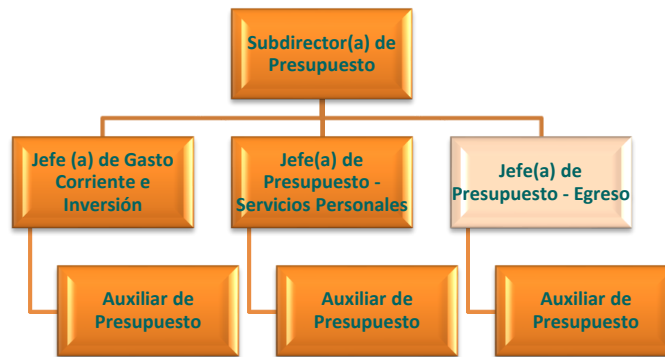 Subdirector(a) de
Presupuesto
Jefe (a) de Gasto
Corriente e
Inversión
Jefe(a) de
Presupuesto -
Servicios Personales
Jefe(a) de
Presupuesto - Egreso
Auxiliar de
Presupuesto
Auxiliar de
Presupuesto
Auxiliar de
Presupuesto